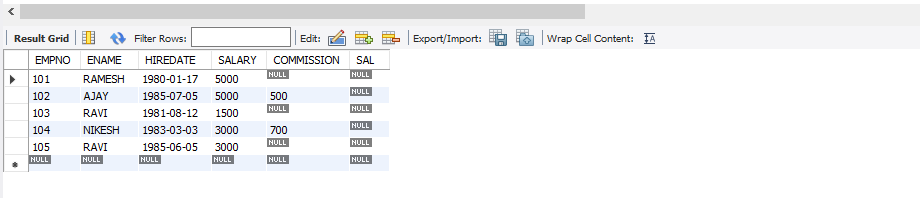 Result Grid Filter Rows: Edit: Export/Import: Wrap Cell Content:
EMPNO ENAME HIREDATE SALARY COMMISSION SAL
101 RAMESH 1980-01-17 5000 NULL NULL
102 AJAY 1985-07-05 5000 500 NULL
103 RAVI 1981-08-12 1500 NULL NULL
104 NIKESH 1983-03-03 3000 700 NULL
105 RAVI 1985-06-05 3000 NULL NULL
NULL NULL NULL NULL NULL NULL